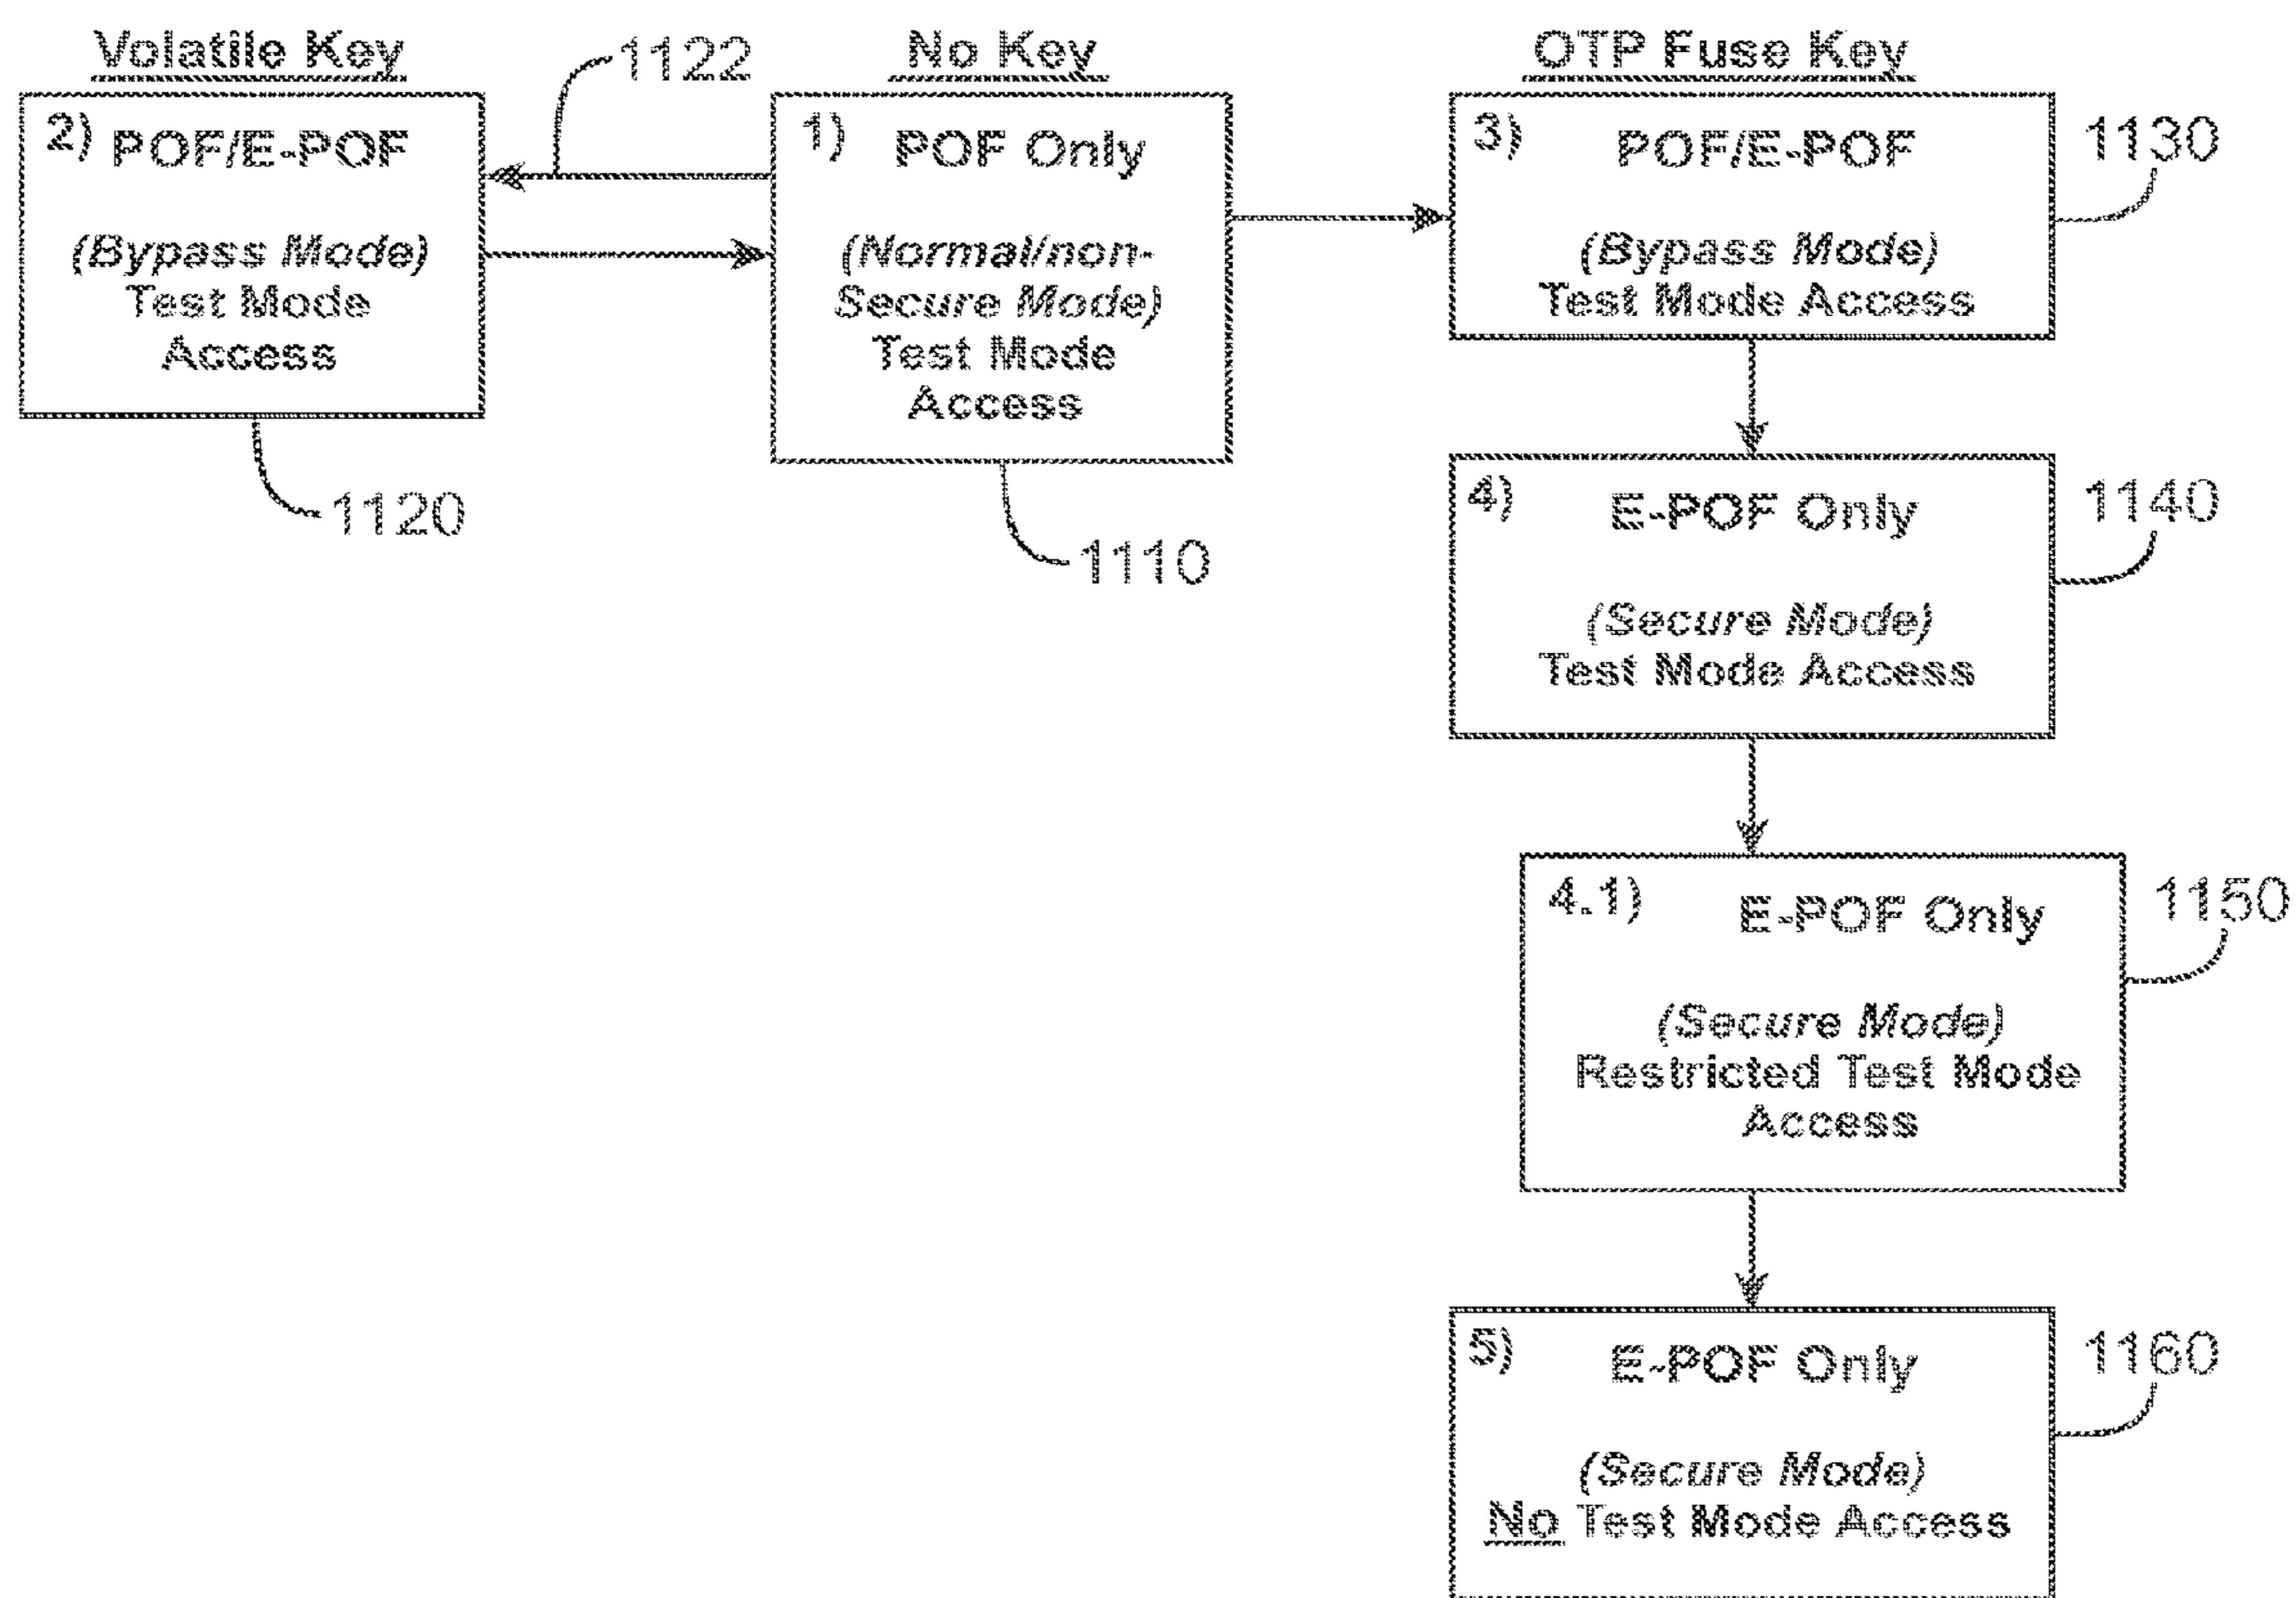 Volatile Key
1122
No Key
OTP Fuse Key
2) POF/E-POF
(Bypass Mode)
Test Mode
Access
1120
1) POF Only
(Normal/non-
Secure Mode)
Test Mode
Access
1110
3) POF/E-POF
(Bypass Mode)
Test Mode Access
1130
4) E-POF Only
(Secure Mode)
Test Mode Access
1140
4.1) E-POF Only
(Secure Mode)
Restricted Test Mode
Access
1150
5) E-POF Only
(Secure Mode)
No Test Mode Access
1160